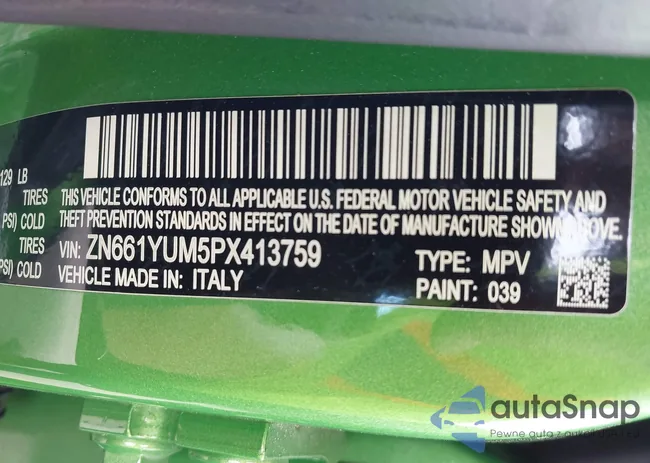 129 LB
TIRES
PSI) COLD
TIRES
PSI) COLD
THIS VEHICLE CONFORMS TO ALL APPLICABLE U.S. FEDERAL MOTOR VEHICLE SAFETY AND
THEFT PREVENTION STANDARDS IN EFFECT ON THE DATE OF MANUFACTURE SHOWN ABOVE.
VIN: ZN661YUM5PX413759
TYPE: MPV
VEHICLE MADE IN: ITALY
PAINT: 039
autaSnap
Pewne auta z